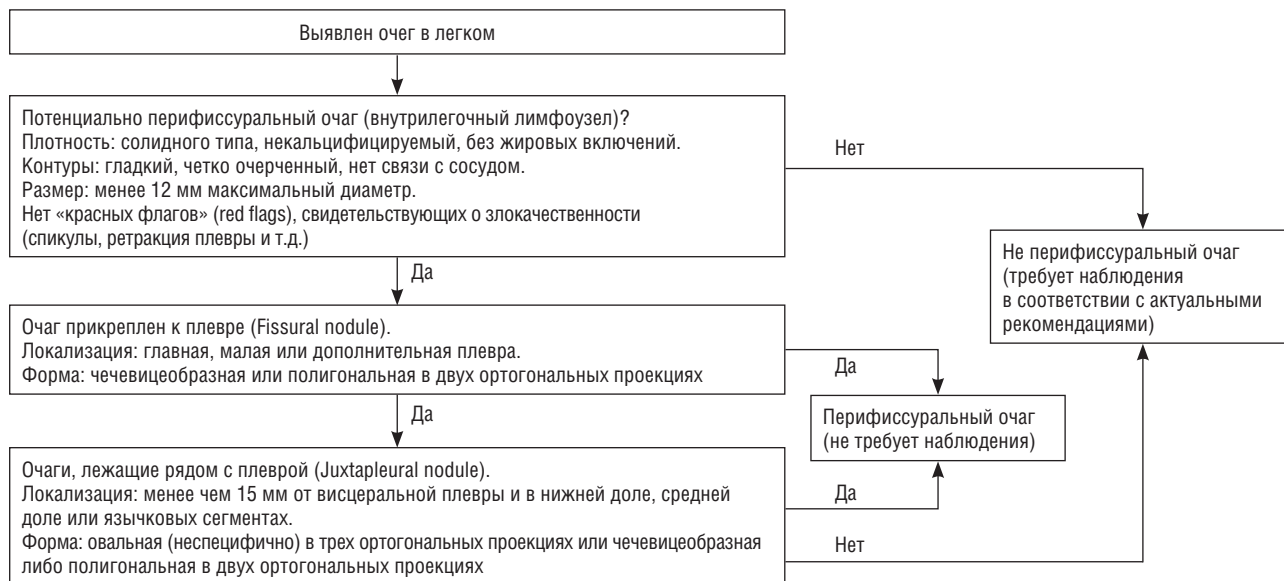 Выявлен очег в легком
Потенциально перифиссуральный очаг (внутрилегочный лимфоузел)?
Плотность: солидного типа, некальцифицируемый, без жировых включений.
Контуры: гладкий, четко очерченный, нет связи с сосудом.
Размер: менее 12 мм максимальный диаметр.
Нет «красных флагов» (red flags), свидетельствующих о злокачественности
(спикулы, ретракция плевры и т.д.)
Нет
Не перифиссуральный очаг
(требует наблюдения
в соответствии с актуальными
рекомендациями)
Да
Очаг прикреплен к плевре (Fissural nodule).
Локализация: главная, малая или дополнительная плевра.
Форма: чечевицеобразная или полигональная в двух ортогональных проекциях
Да
Перифиссуральный очаг
(не требует наблюдения)
Да
Очаги, лежащие рядом с плеврой (Juxtapleural nodule).
Локализация: менее чем 15 мм от висцеральной плевры и в нижней доле, средней
доле или язычковых сегментах.
Форма: овальная (неспецифично) в трех ортогональных проекциях или чечевицеобразная
либо полигональная в двух ортогональных проекциях
Да
Нет